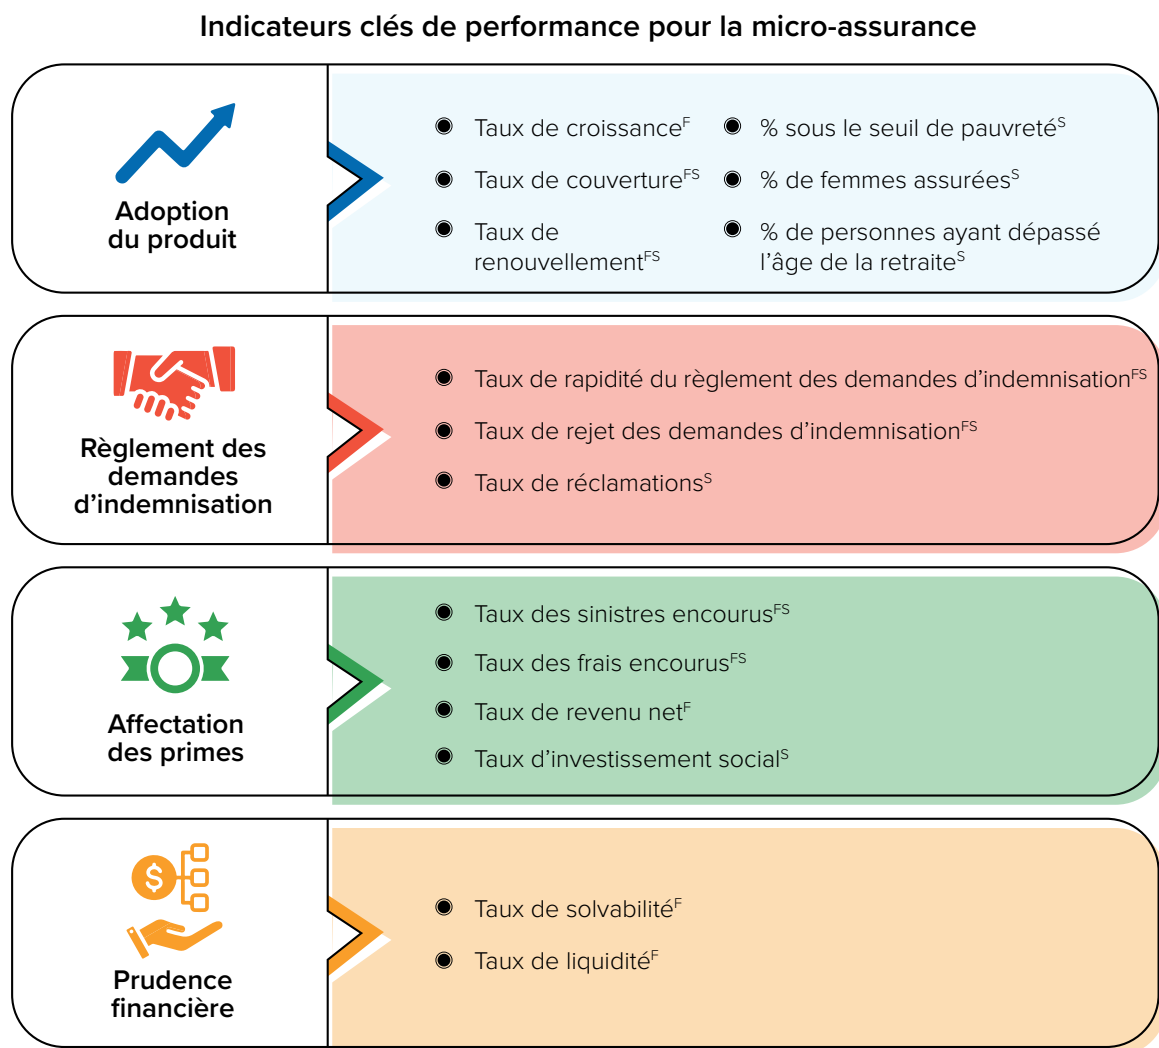 Indicateurs clés de performance pour la micro-assurance
Adoption
du produit
Taux de croissanceF
Taux de couvertureFS
Taux de
renouvellementFS
% sous le seuil de pauvretéS
% de femmes assuréesS
% de personnes ayant dépassé
l’âge de la retraiteS
Règlement des
demandes
d’indemnisation
Taux de rapidité du règlement des demandes d’indemnisationFS
Taux de rejet des demandes d’indemnisationFS
Taux de réclamationsS
Affectation
des primes
Taux des sinistres encourusFS
Taux des frais encourusFS
Taux de revenu netF
Taux d’investissement socialS
$
Prudence
financière
Taux de solvabilitéF
Taux de liquiditéF